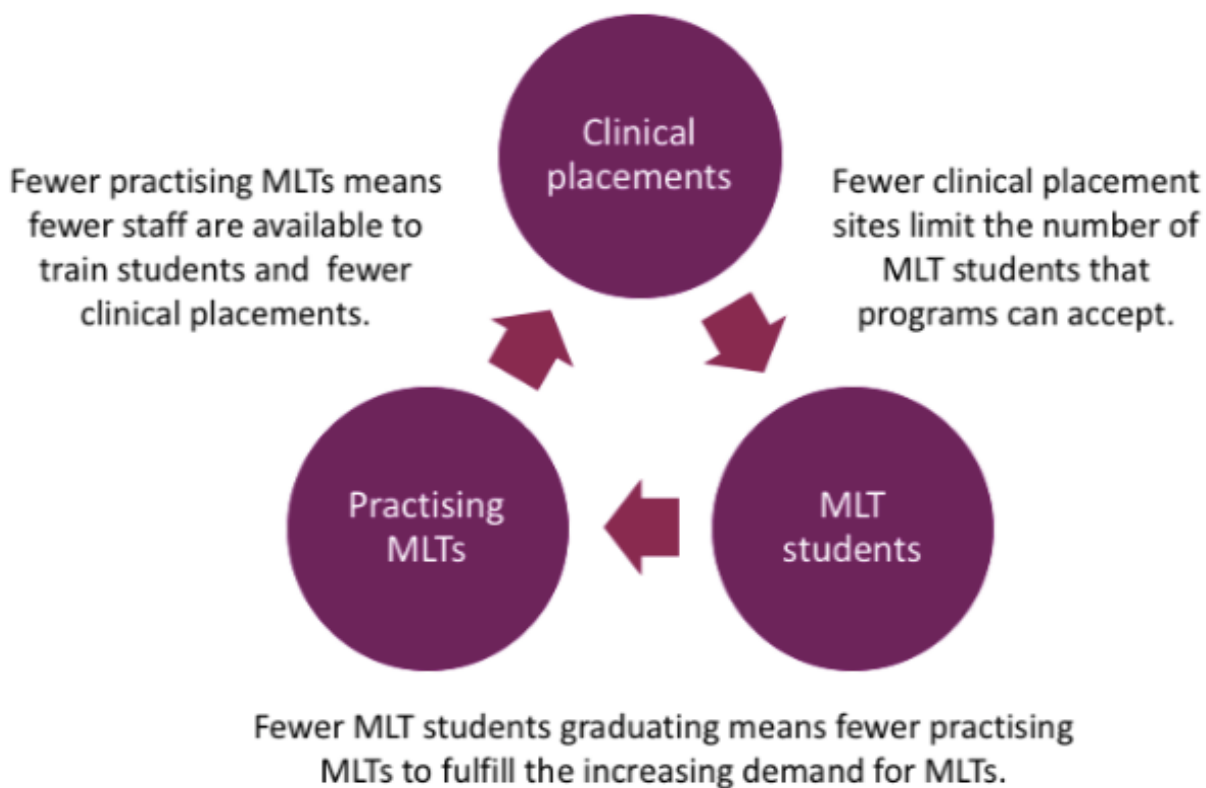 Clinical
placements
Fewer practising MLTs means
fewer staff are available to
train students and  fewer
clinical placements.
Fewer clinical placement
sites limit the number of
MLT students that
programs can accept.
Practising
MLTs
MLT
students
Fewer MLT students graduating means fewer practising
MLTs to fulfill the increasing demand for MLTs.